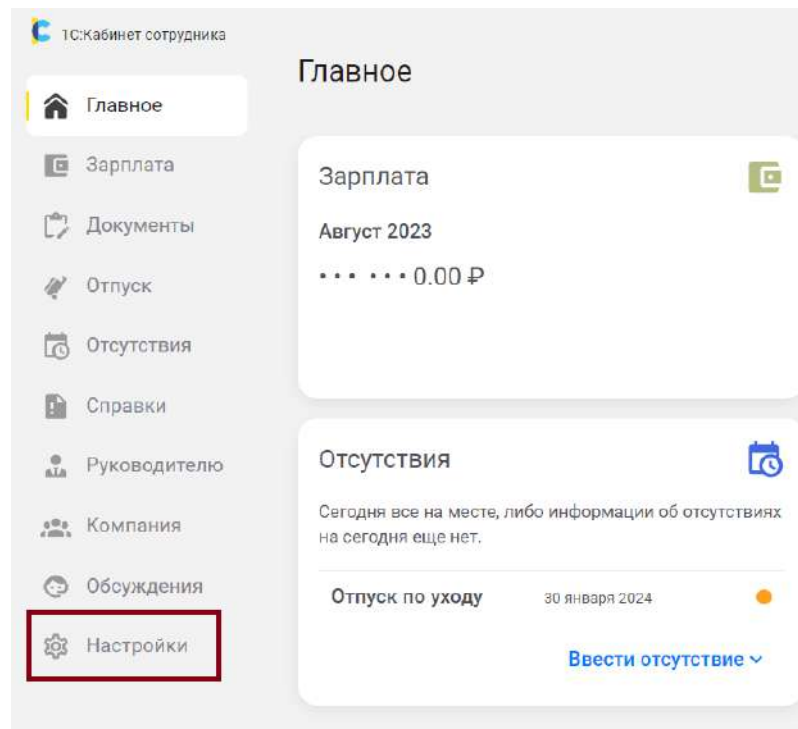 1С:Кабинет сотрудника
Главное
Главное
Зарплата
Документы
Отпуск
Отсутствия
Справки
Руководителю
Компания
Обсуждения
Настройки
Зарплата
Август 2023
••• •••0.00 ₽
Отсутствия
Сегодня все на месте, либо информации об отсутствиях
на сегодня еще нет.
Отпуск по уходу 30 января 2024
Ввести отсутствие